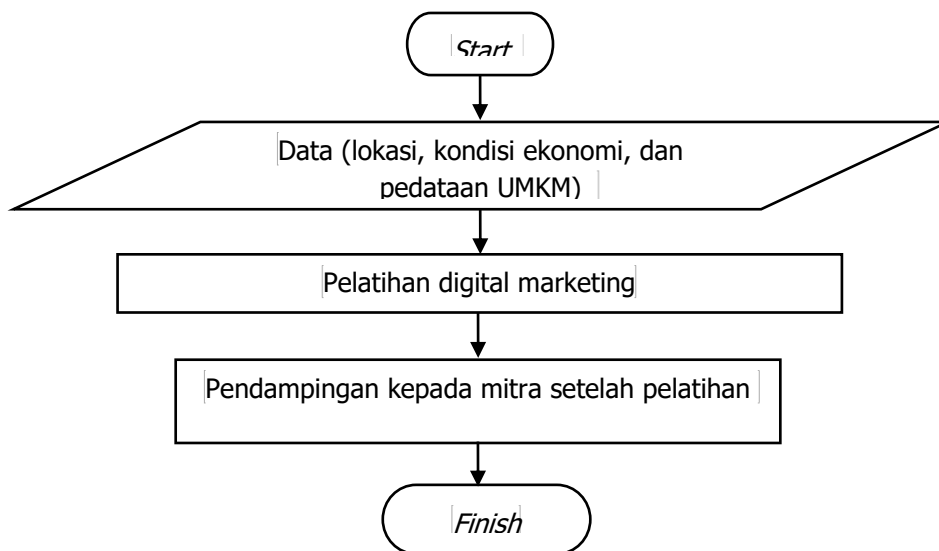 Start
Data (lokasi, kondisi ekonomi, dan
pedataan UMKM)
Pelatihan digital marketing
Pendampingan kepada mitra setelah pelatihan
Finish